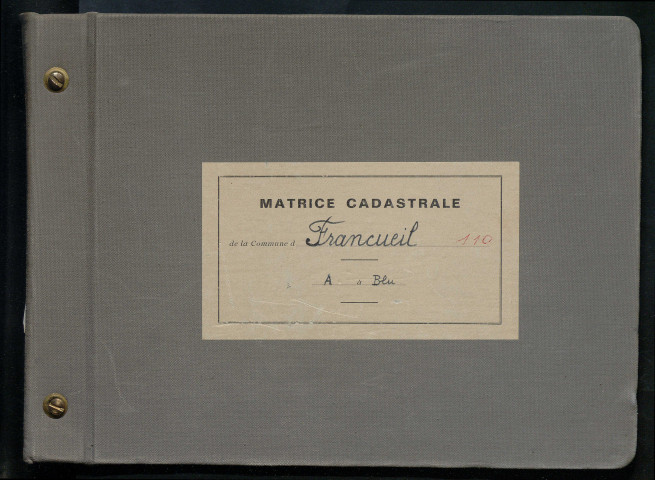 MATRICE CADASTRALE
de la Commune d Francueil 110
A à Blu